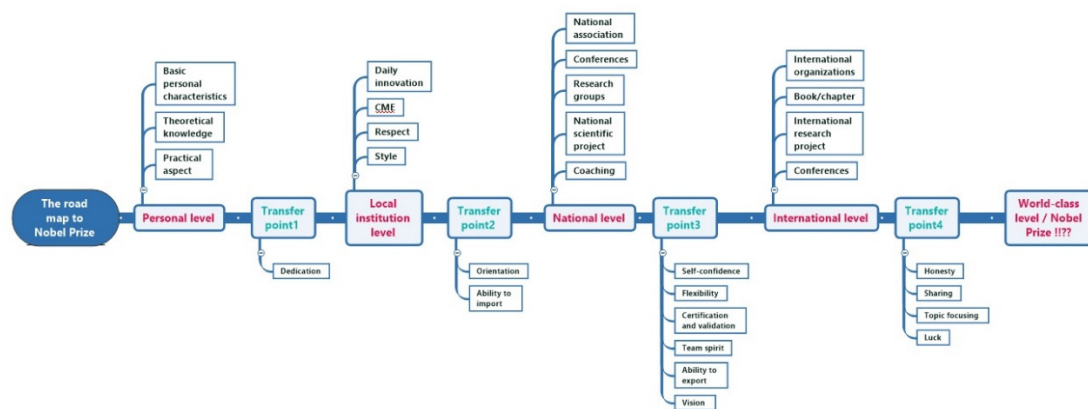 The road
map to
Nobel Prize
Basic
personal
characteristics
Theoretical
knowledge
Practical
aspect
Personal level
Transfer
point1
Dedication
Daily
innovation
CME
Respect
Style
Local
institution
level
Transfer
point2
Orientation
Ability to
import
National
association
Conferences
Research
groups
National
scientific
project
Coaching
National level
Transfer
point3
Self-confidence
Flexibility
Certification
and validation
Team spirit
Ability to
export
Vision
International
organizations
Book/chapter
International
research
project
Conferences
International level
Transfer
point4
Honesty
Sharing
Topic focusing
Luck
World-class
level / Nobel
Prize !!??